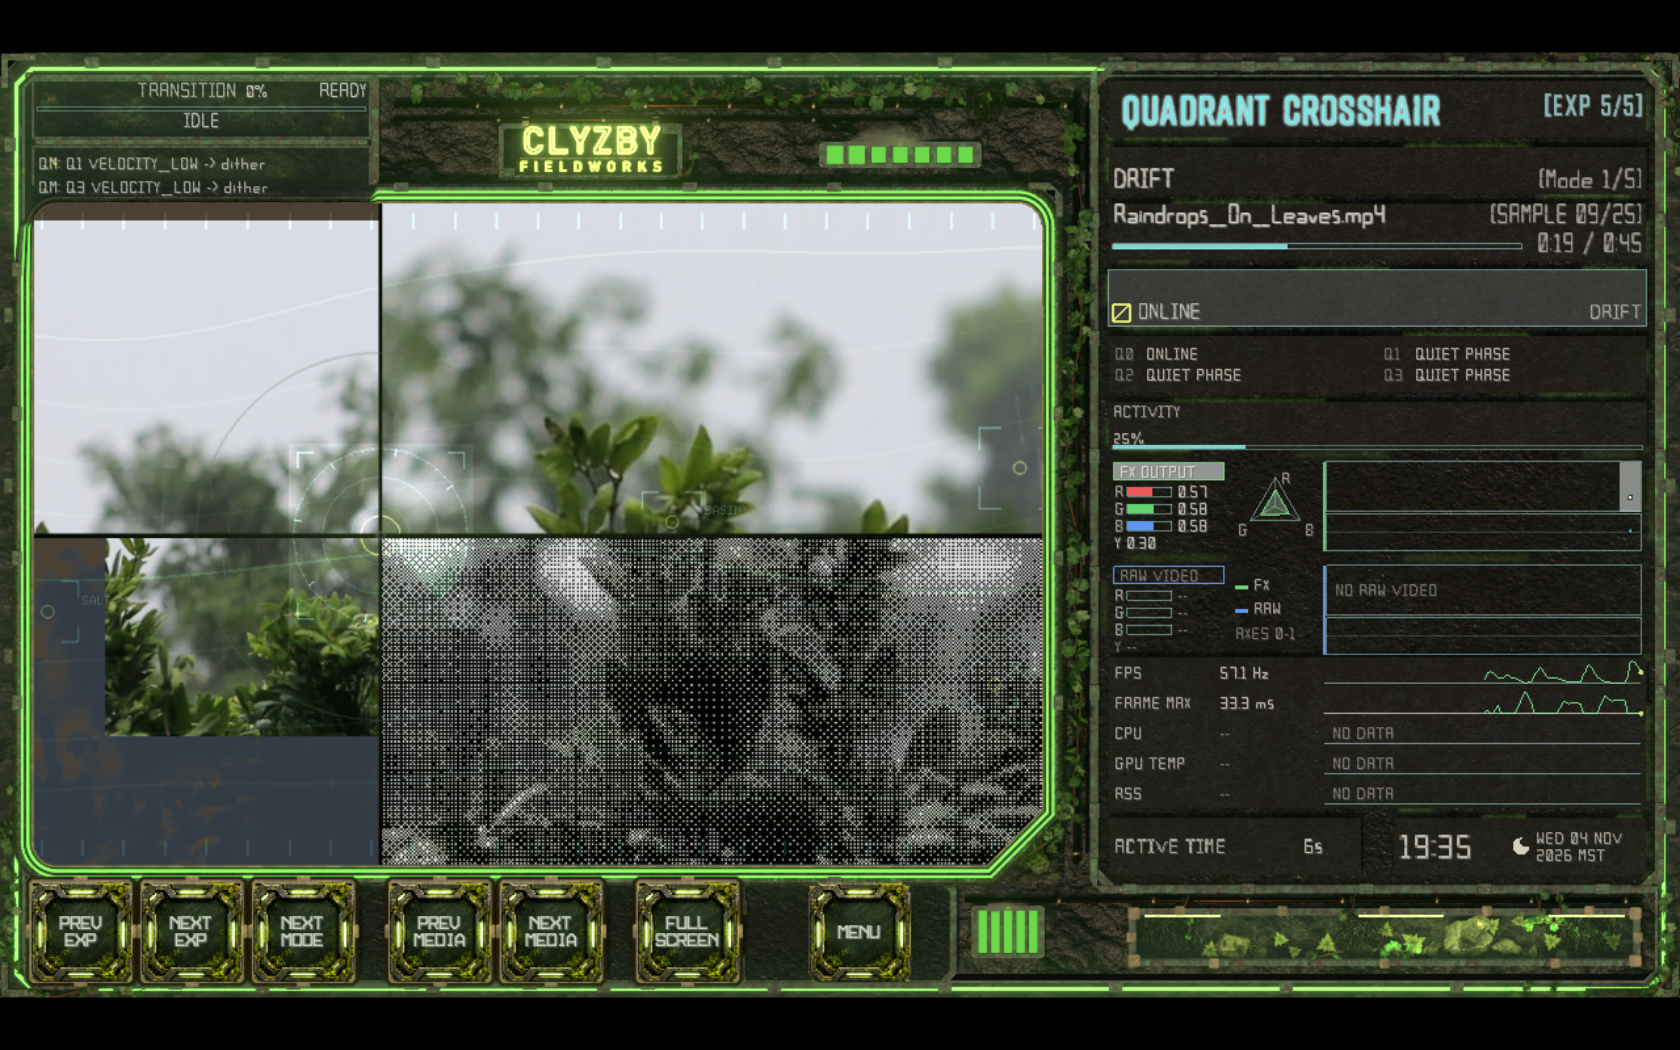 TRANSITION 0% READY
IDLE
QM: Q1 VELOCITY_LOW -> dither
QM: Q3 VELOCITY_LOW -> dither
CLYZBY
FIELDWORKS
BASIN
SALT
QUADRANT CROSSHAIR [EXP 5/5]
DRIFT [Mode 1/5]
Raindrops__On__Leaves.mp4 [SAMPLE 09/25]
0:19 / 0:45
ONLINE DRIFT
Q0 ONLINE Q1 QUIET PHASE
Q2 QUIET PHASE Q3 QUIET PHASE
ACTIVITY
25%
FX OUTPUT
R 0.57
G 0.58
B 0.58
Y 0.30
R
G B
RAW VIDEO
R --
G --
B --
Y --
FX
RAW
AXES 0-1
NO RAW VIDEO
FPS 57.1 Hz
FRAME MAX 33.3 mS
CPU -- NO DATA
GPU TEMP -- NO DATA
RSS -- NO DATA
ACTIVE TIME 6s
19:35
WED 04 NOV
2026 MST
PREV
EXP
NEXT
EXP
NEXT
MODE
PREV
MEDIA
NEXT
MEDIA
FULL
SCREEN
MENU